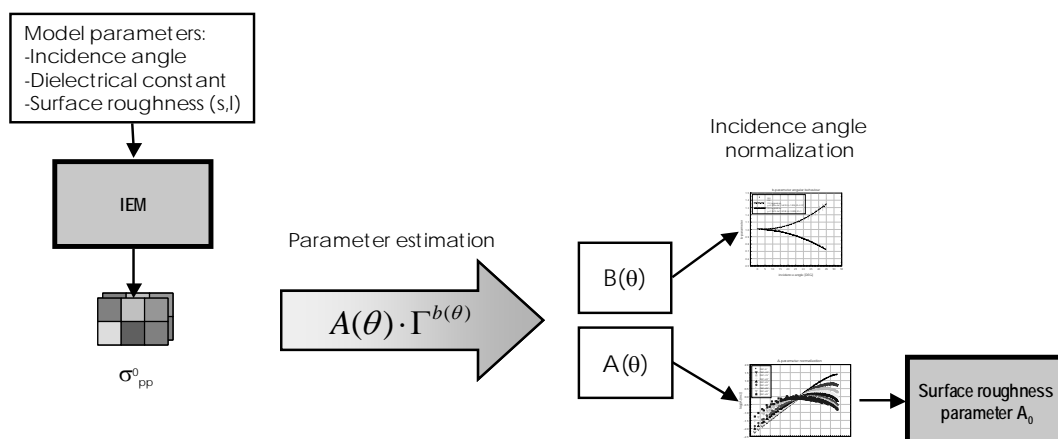 Model parameters:
-Incidence angle
-Dielectrical constant
-Surface roughness (s,l)
IEM
σ⁰pp
Parameter estimation
A(θ)·Γ^b(θ)
Incidence angle
normalization
B(θ)
A(θ)
Surface roughness
parameter A₀